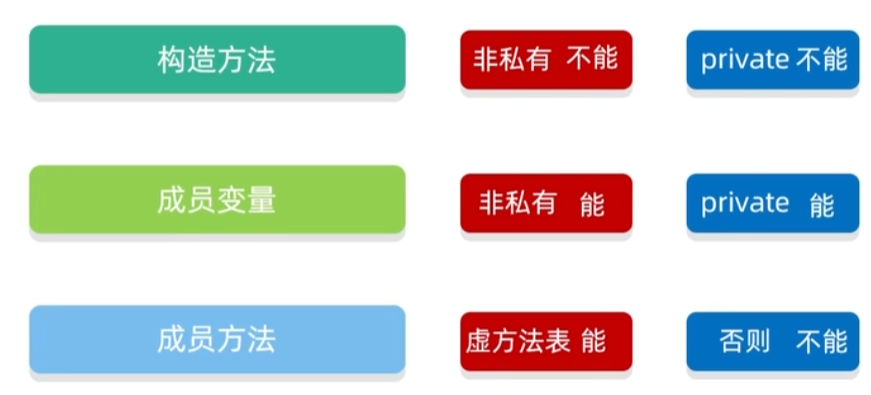 构造方法 非私有 不能 private 不能
成员变量 非私有 能 private 能
成员方法 虚方法表 能 否则 不能